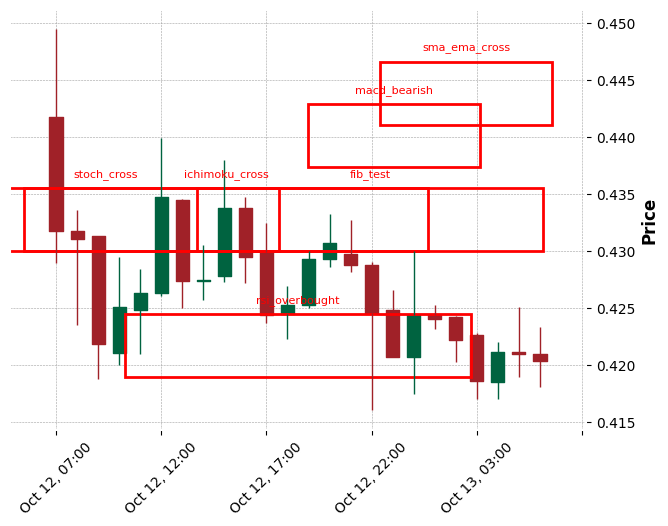 0.450
sma_ema_cross
0.445
macd_bearish
0.440
stoch_cross
ichimoku_cross
fib_test
0.435
Price
0.430
0.425
0.420
0.415
Oct 12, 07:00
Oct 12, 12:00
Oct 12, 17:00
Oct 12, 22:00
Oct 13, 03:00